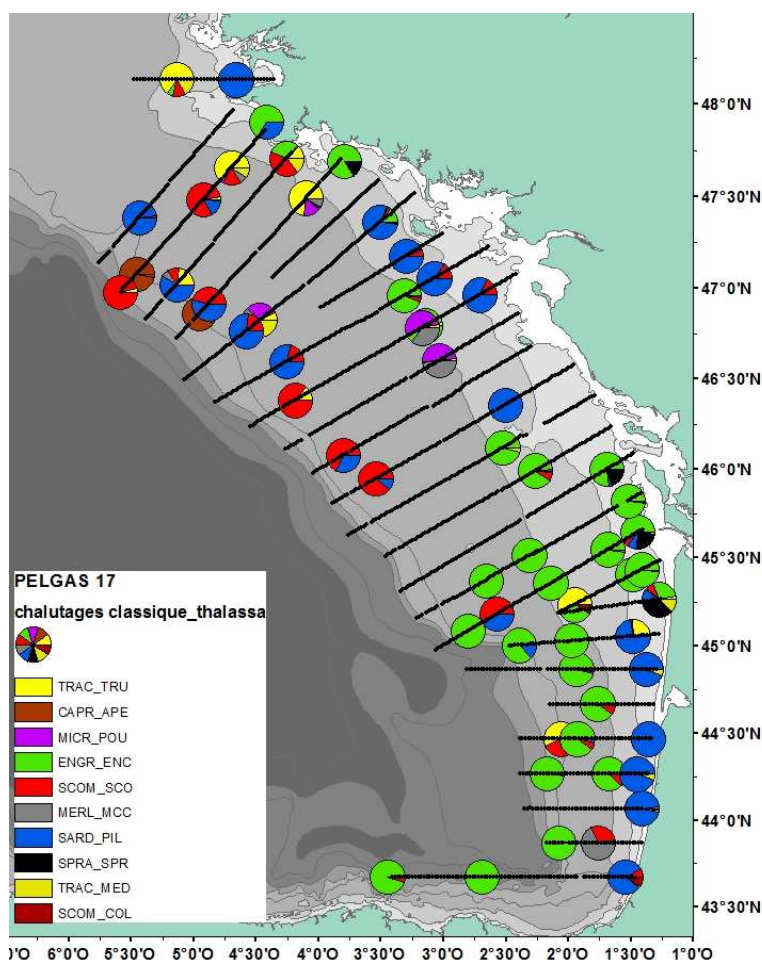 48°0'N
47°30'N
47°0'N
46°30'N
46°0'N
45°30'N
45°0'N
44°30'N
44°0'N
43°30'N
PELGAS 17
chalutages classique_thalassa
TRAC_TRU
CAPR_APE
MICR_POU
ENGR_ENC
SCOM_SCO
MERL_MCC
SARD_PIL
SPRA_SPR
TRAC_MED
SCOM_COL
0'O 6°0'O 5°30'O 5°0'O 4°30'O 4°0'O 3°30'O 3°0'O 2°30'O 2°0'O 1°30'O 1°0'O